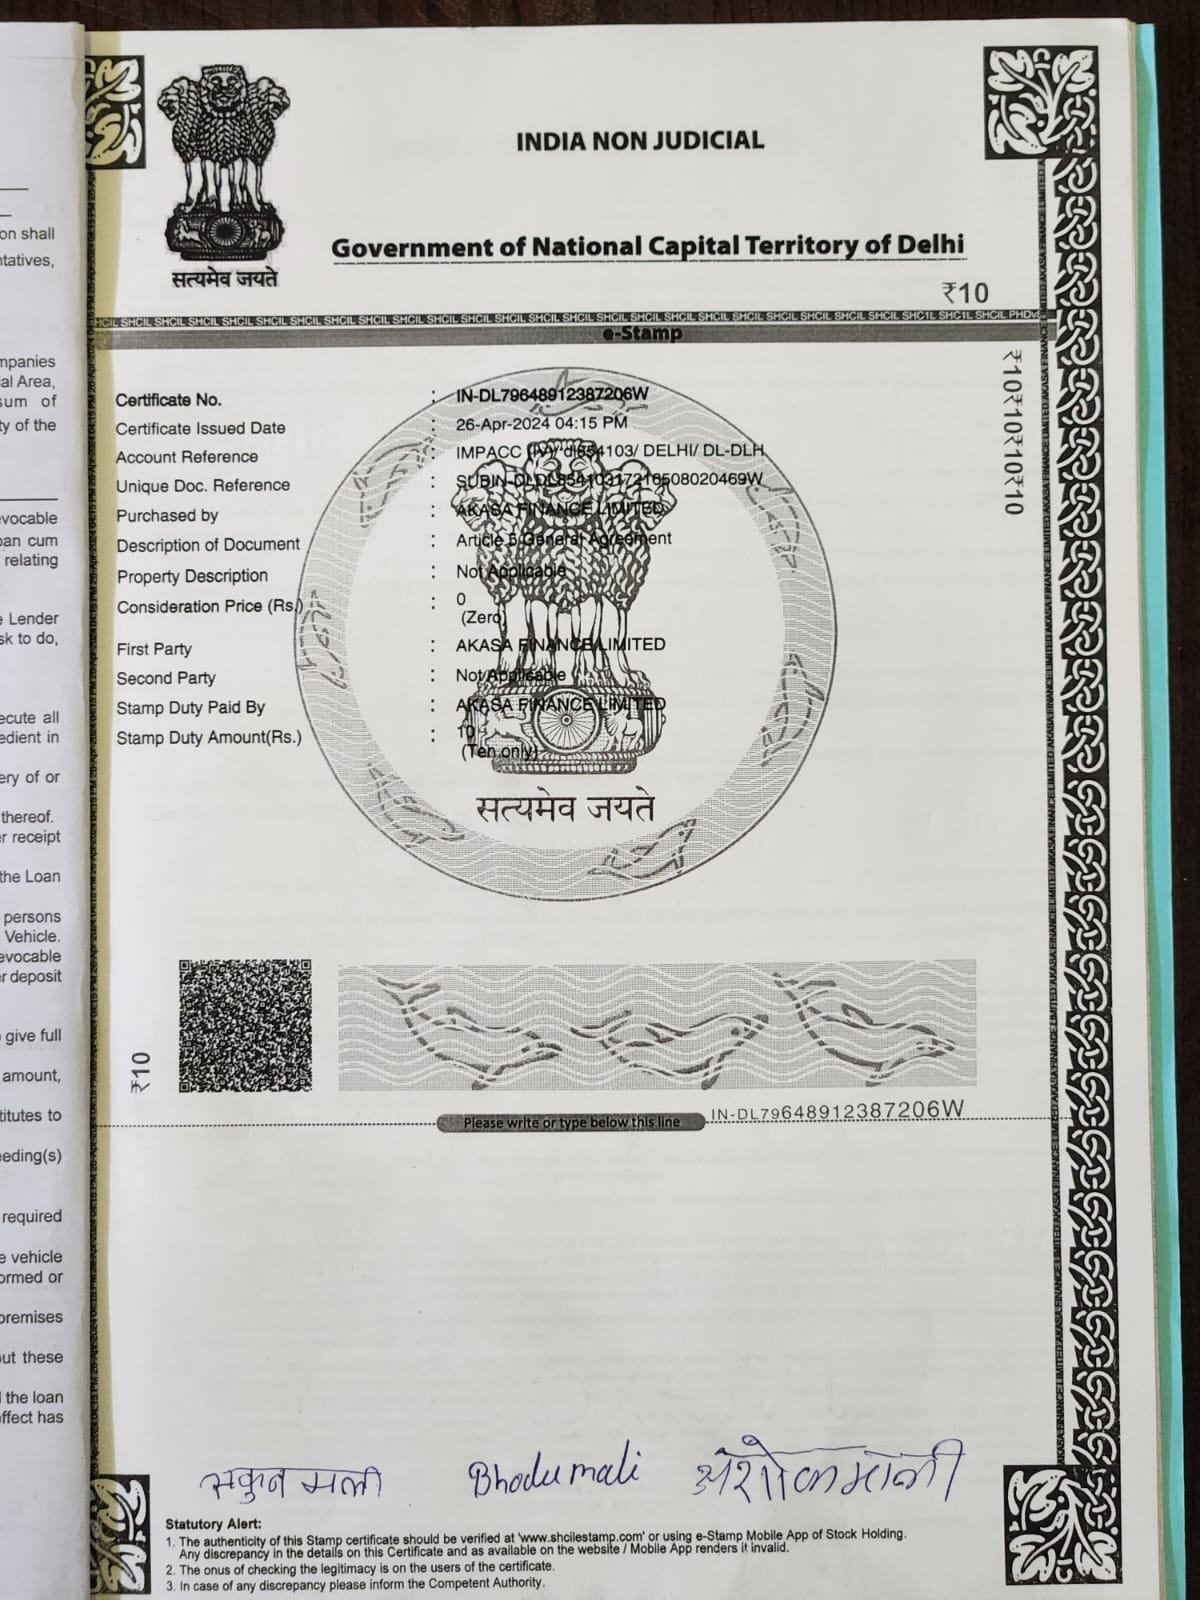 on shall
tatives,
mpanies
al Area,
sum of
ty of the
evocable
oan cum
relating
e Lender
sk to do,
ecute all
edient in
ery of or
thereof.
er receipt
the Loan
persons
Vehicle.
evocable
er deposit
give full
amount,
titutes to
eeding(s)
required
e vehicle
ormed or
premises
out these
the loan
effect has
सत्यमेव जयते
INDIA NON JUDICIAL
Government of National Capital Territory of Delhi
₹10
SHCIL SHCIL SHCIL SHCIL SHCIL SHCIL SHCIL SHCIL SHCIL SHCIL SHCIL SHCIL SHCIL SHCIL SHCIL SHCIL SHCIL SHCIL SHCIL SHCIL SHCIL SHCIL SHCIL SHCIL SHC1L SHC1L SHCIL
e-Stamp
Certificate No. : IN-DL79648912387206W
Certificate Issued Date : 26-Apr-2024 04:15 PM
Account Reference : IMPACC (IV)/ dl854103/ DELHI/ DL-DLH
Unique Doc. Reference : SUBIN-DLDL85410317216508020469W
Purchased by : AKASA FINANCE LIMITED
Description of Document : Article 5 General Agreement
Property Description : Not Applicable
Consideration Price (Rs.) : 0
(Zero)
First Party : AKASA FINANCE LIMITED
Second Party : Not Applicable
Stamp Duty Paid By : AKASA FINANCE LIMITED
Stamp Duty Amount(Rs.) : 10
(Ten only)
सत्यमेव जयते
₹10₹10₹10₹10
₹10
Please write or type below this line
IN-DL79648912387206W
सकुन माली Bhodu mali अशोक माली
Statutory Alert:
1. The authenticity of this Stamp certificate should be verified at 'www.shcilestamp.com' or using e-Stamp Mobile App of Stock Holding.
Any discrepancy in the details on this Certificate and as available on the website / Mobile App renders it invalid.
2. The onus of checking the legitimacy is on the users of the certificate.
3. In case of any discrepancy please inform the Competent Authority.